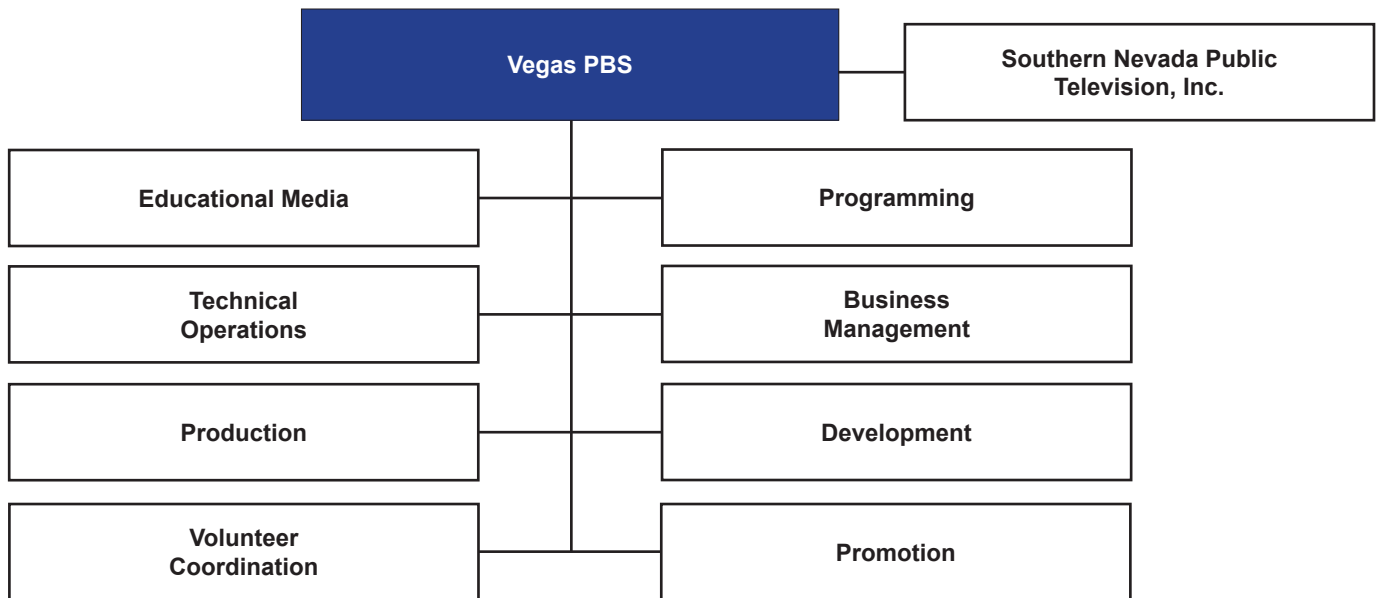 Vegas PBS
Southern Nevada Public
Television, Inc.
Educational Media
Programming
Technical
Operations
Business
Management
Production
Development
Volunteer
Coordination
Promotion